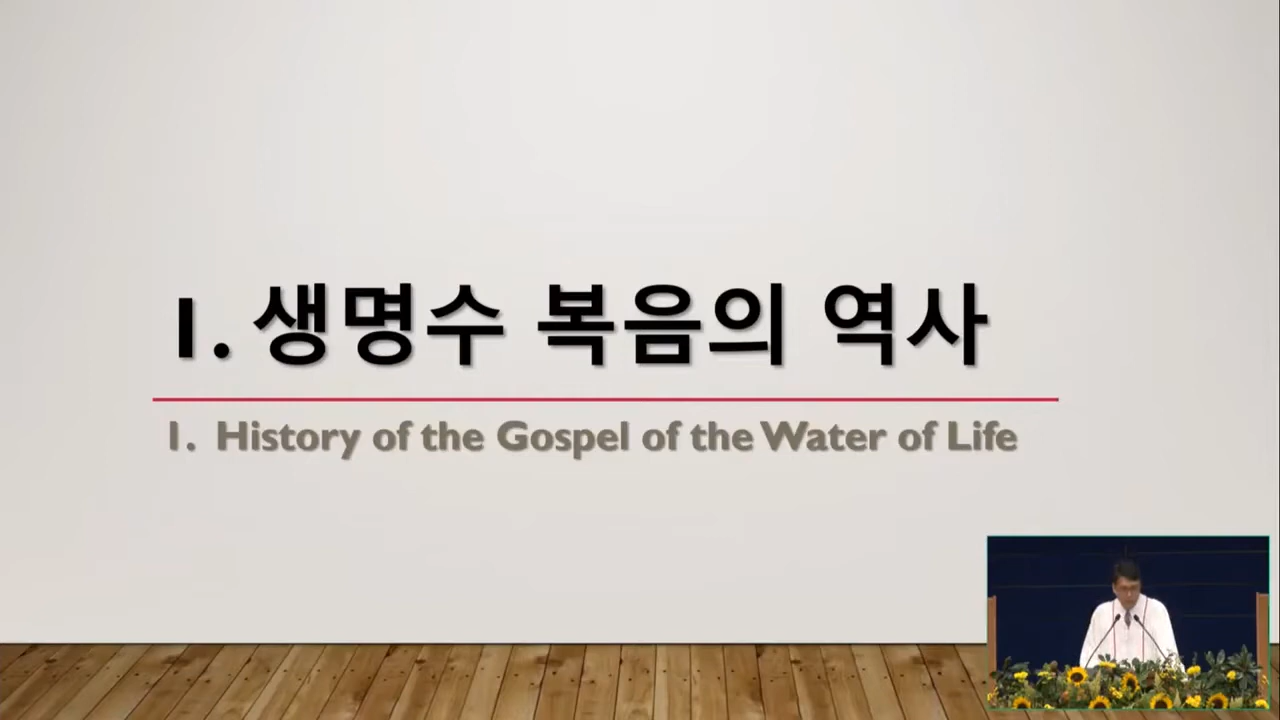 1. 생명수 복음의 역사
1. History of the Gospel of the Water of Life